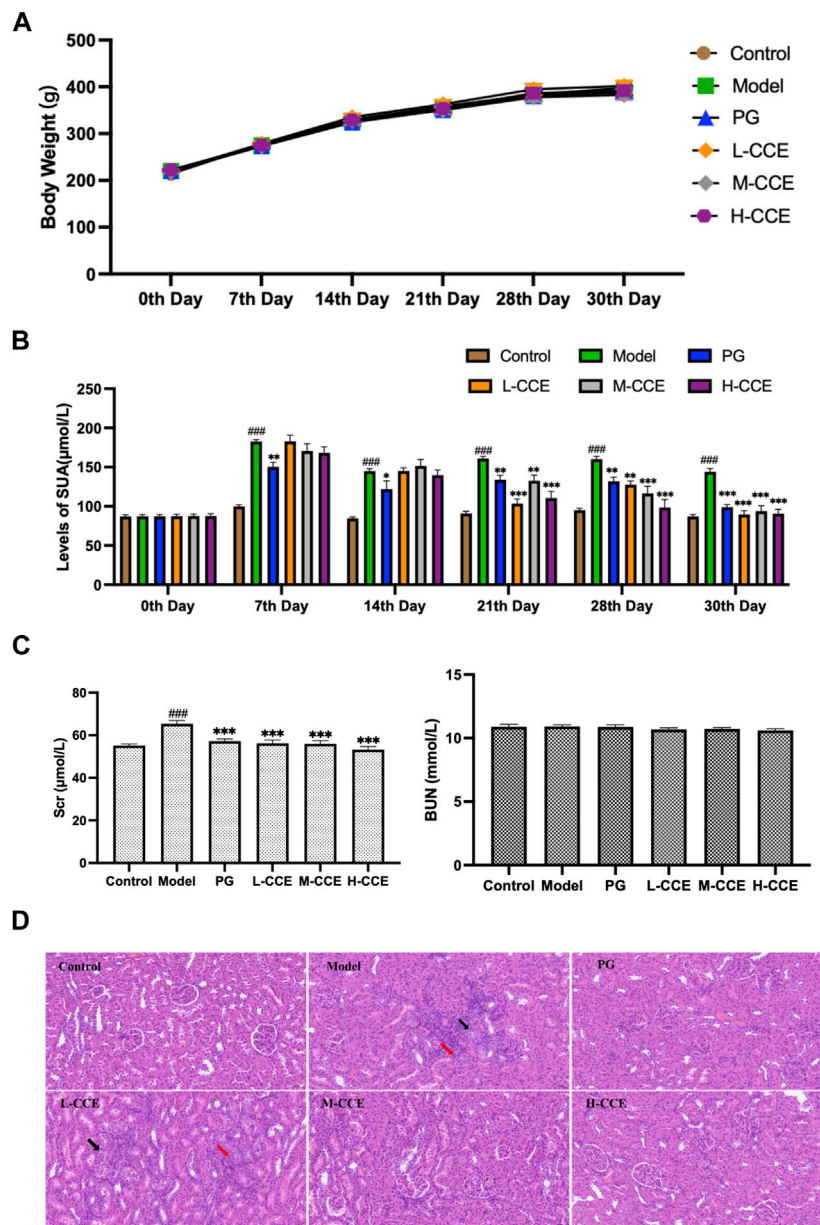 A
Body Weight (g)
500
400
300
200
100
0
0th Day 7th Day 14th Day 21th Day 28th Day 30th Day
Control
Model
PG
L-CCE
M-CCE
H-CCE
B
Control Model PG
L-CCE M-CCE H-CCE
Levels of SUA(μmol/L)
250
200
150
100
50
0
###
**
###
*
###
**
***
**
***
###
**
**
***
***
###
***
***
***
***
0th Day 7th Day 14th Day 21th Day 28th Day 30th Day
C
Scr (μmol/L)
80
60
40
20
0
###
*** *** *** ***
Control Model PG L-CCE M-CCE H-CCE
BUN (mmol/L)
15
10
5
0
Control Model PG L-CCE M-CCE H-CCE
D
Control Model PG
L-CCE M-CCE H-CCE